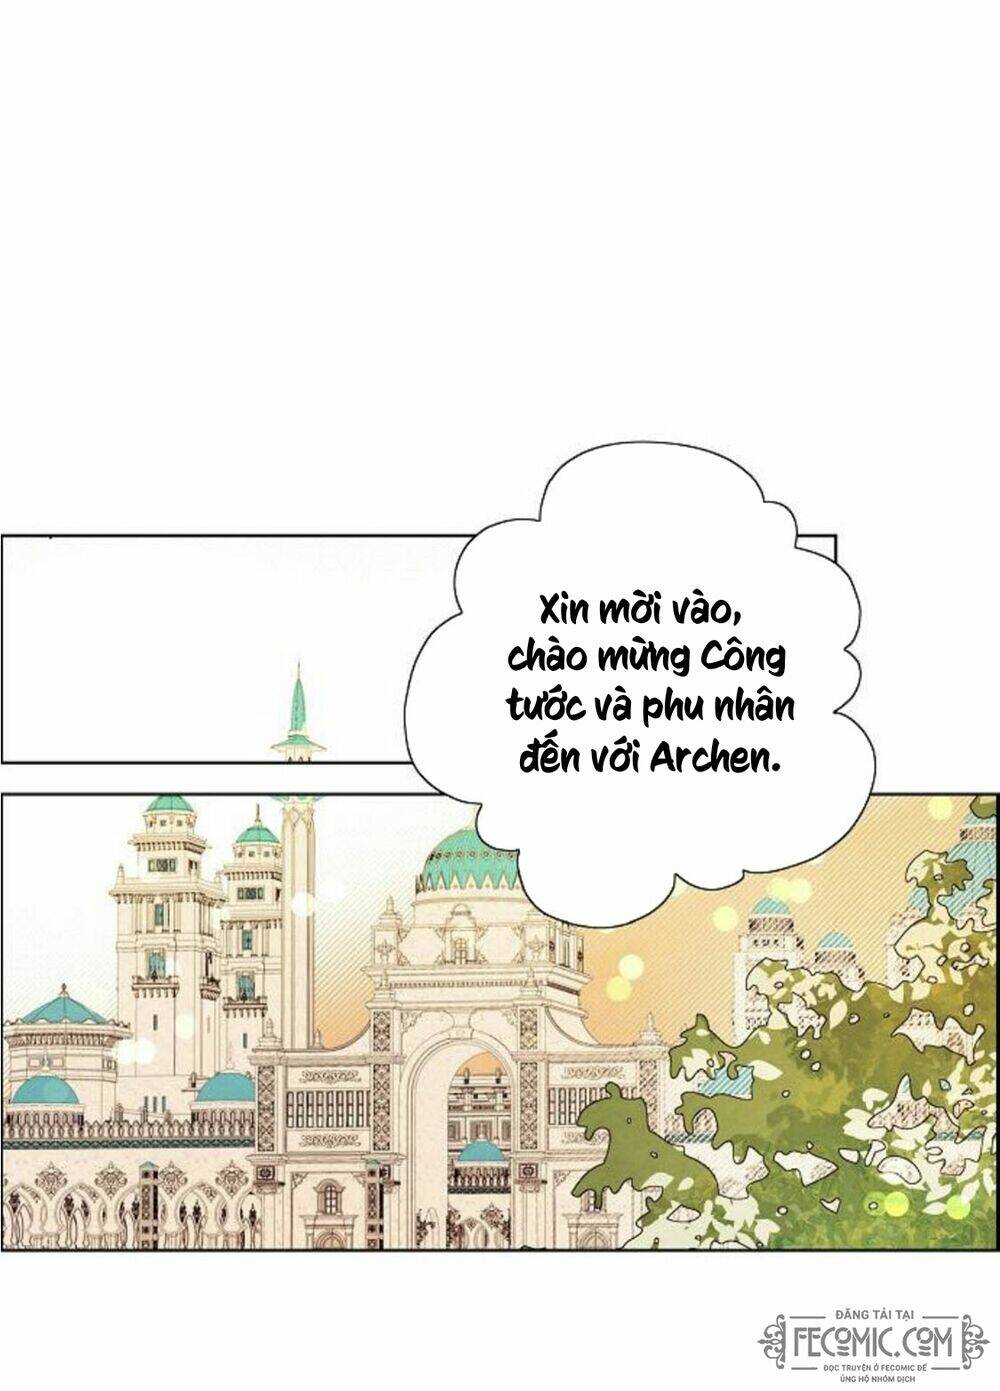 Xin mời vào,
chào mừng Công
tước và phu nhân
đến với Archen.
ĐĂNG TẢI TẠI
FECOMIC.COM
ĐỌC TRUYỆN Ở FECOMIC ĐỂ
ỦNG HỘ NHÓM DỊCH